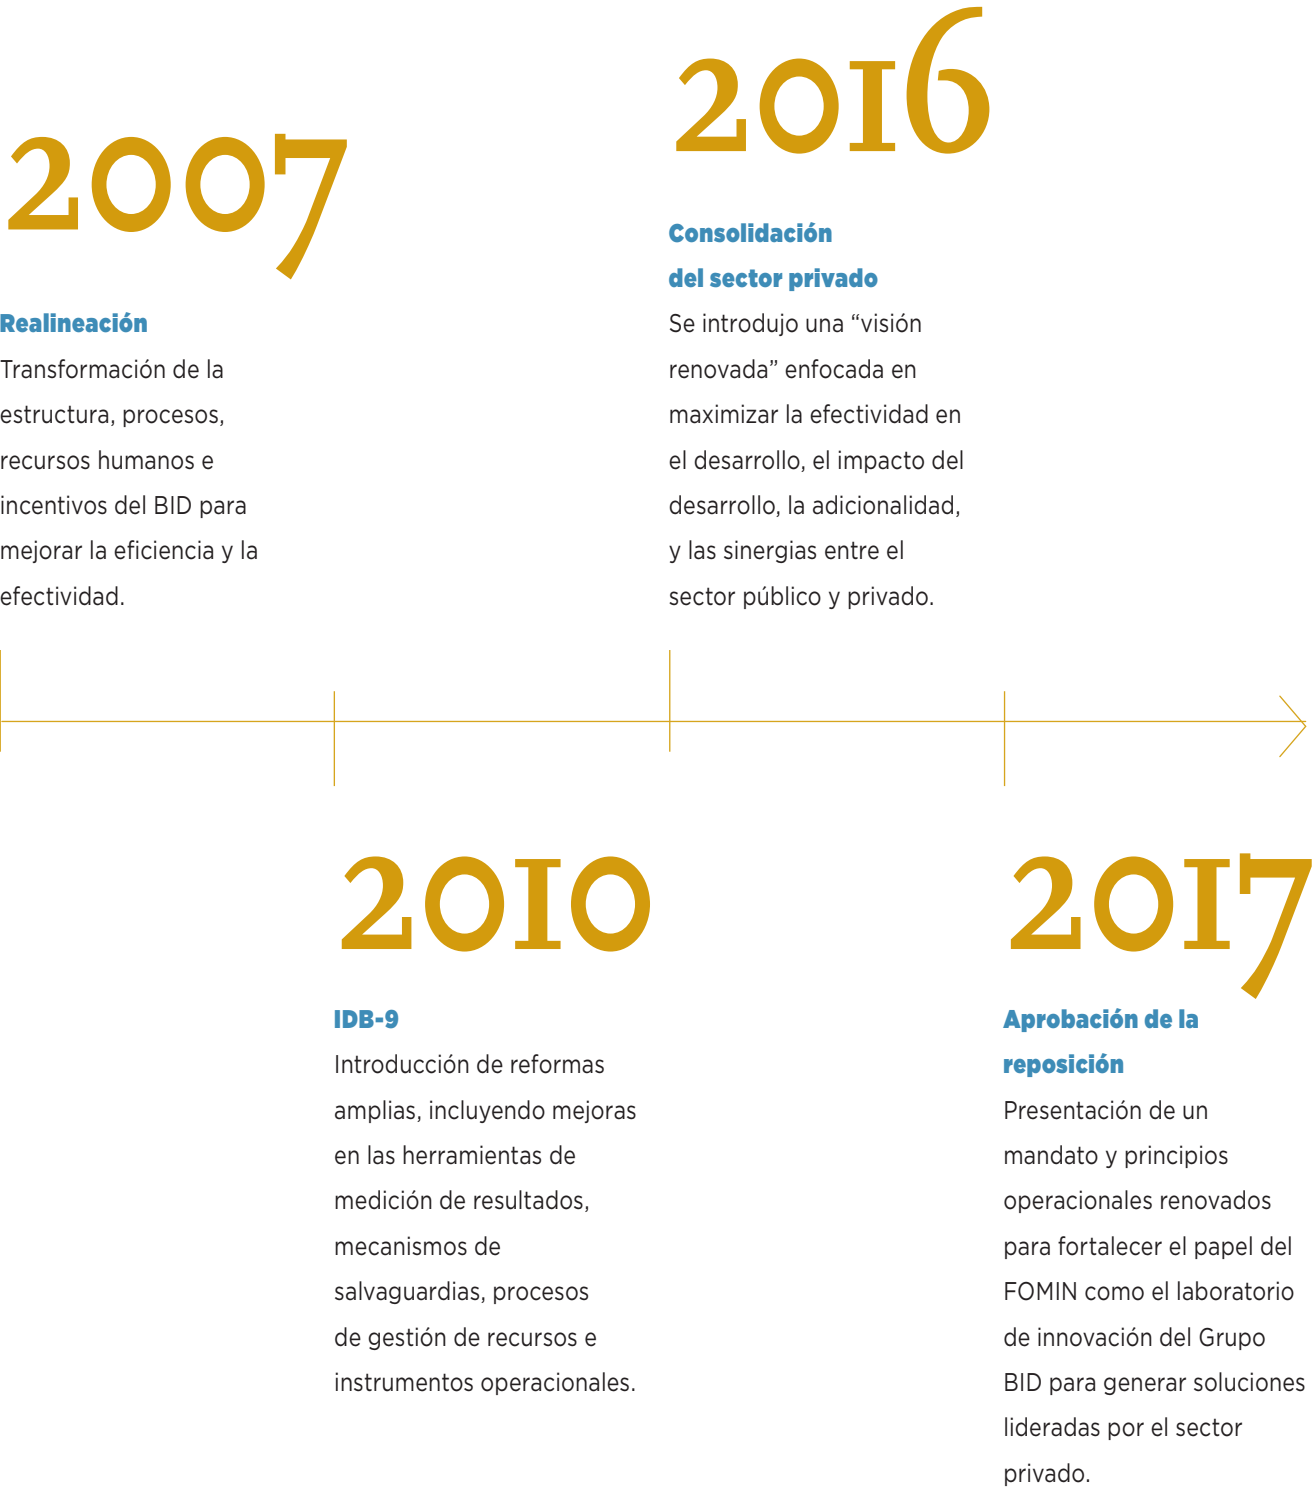 2007
Realineación
Transformación de la
estructura, procesos,
recursos humanos e
incentivos del BID para
mejorar la eficiencia y la
efectividad.
2010
IDB-9
Introducción de reformas
amplias, incluyendo mejoras
en las herramientas de
medición de resultados,
mecanismos de
salvaguardias, procesos
de gestión de recursos e
instrumentos operacionales.
2016
Consolidación
del sector privado
Se introdujo una “visión
renovada” enfocada en
maximizar la efectividad en
el desarrollo, el impacto del
desarrollo, la adicionalidad,
y las sinergias entre el
sector público y privado.
2017
Aprobación de la
reposición
Presentación de un
mandato y principios
operacionales renovados
para fortalecer el papel del
FOMIN como el laboratorio
de innovación del Grupo
BID para generar soluciones
lideradas por el sector
privado.